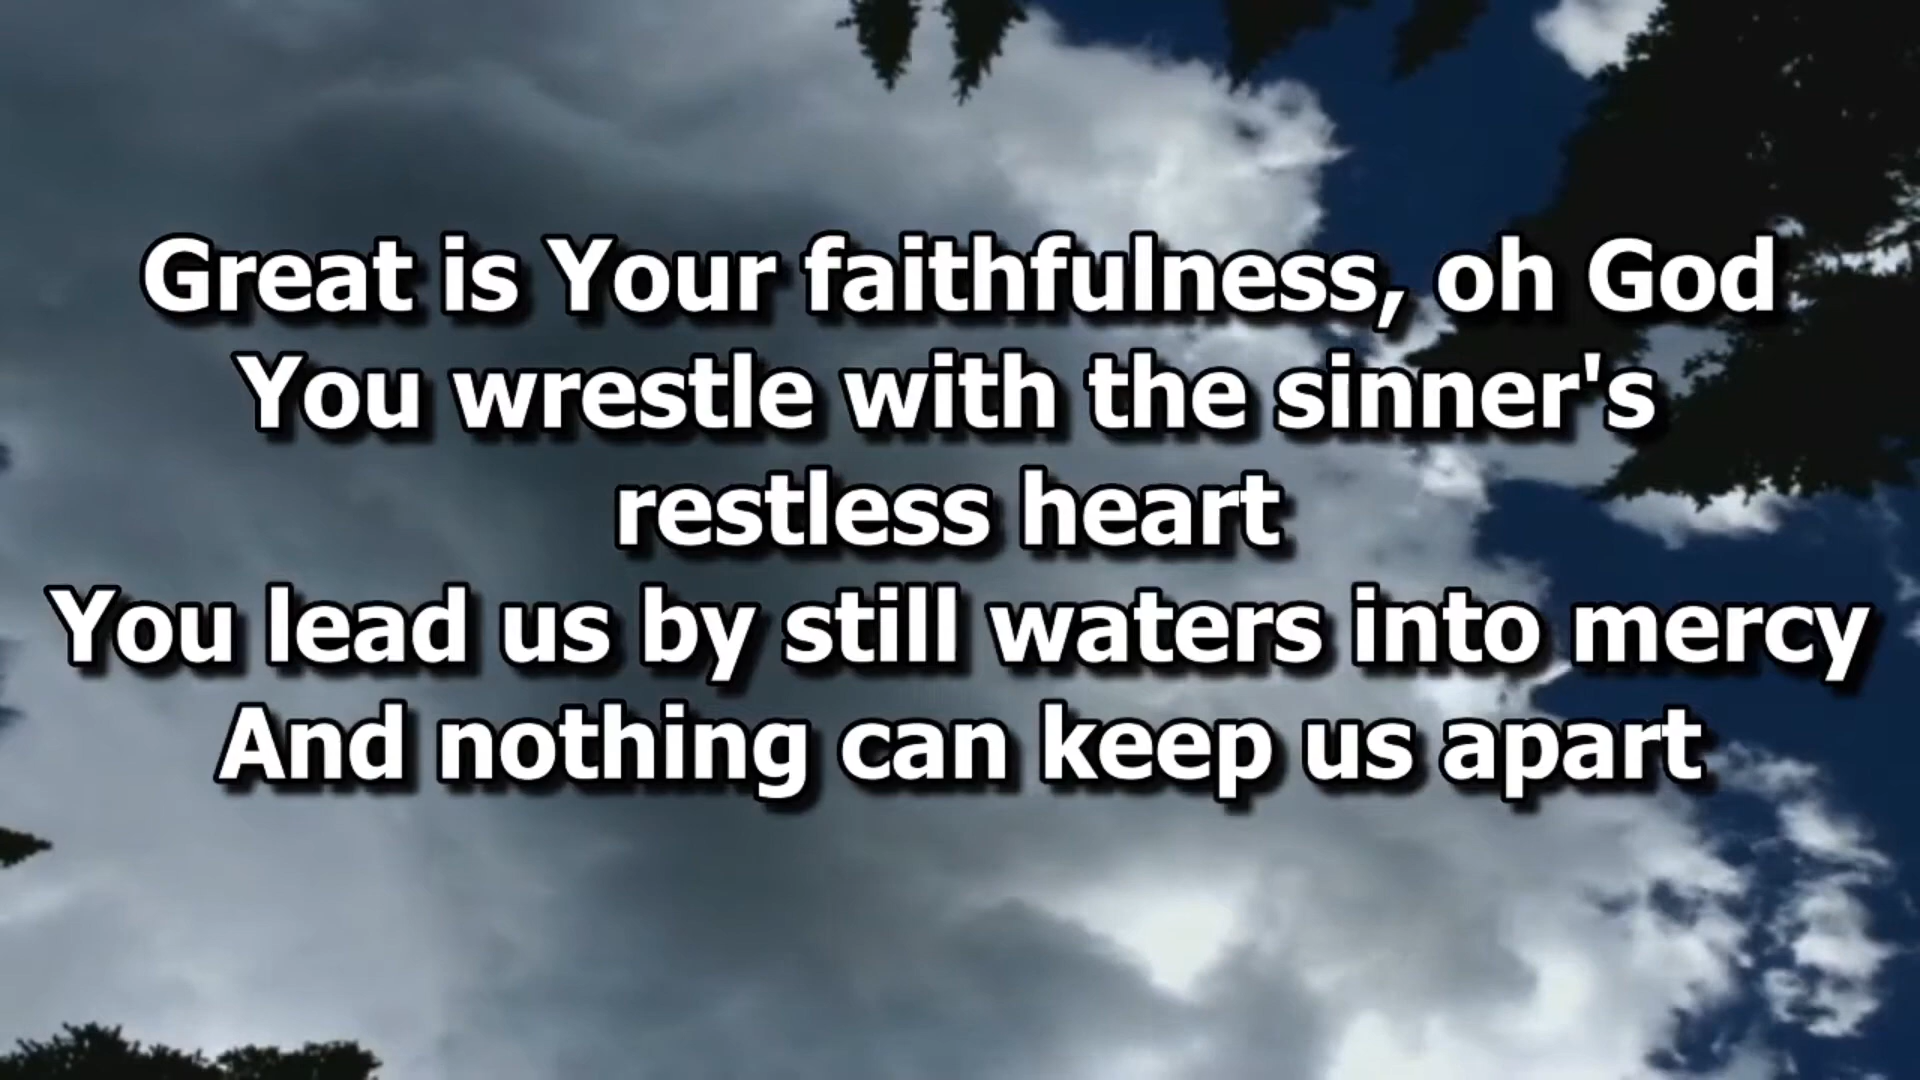 Great is Your faithfulness, oh God
You wrestle with the sinner's
restless heart
You lead us by still waters into mercy
And nothing can keep us apart